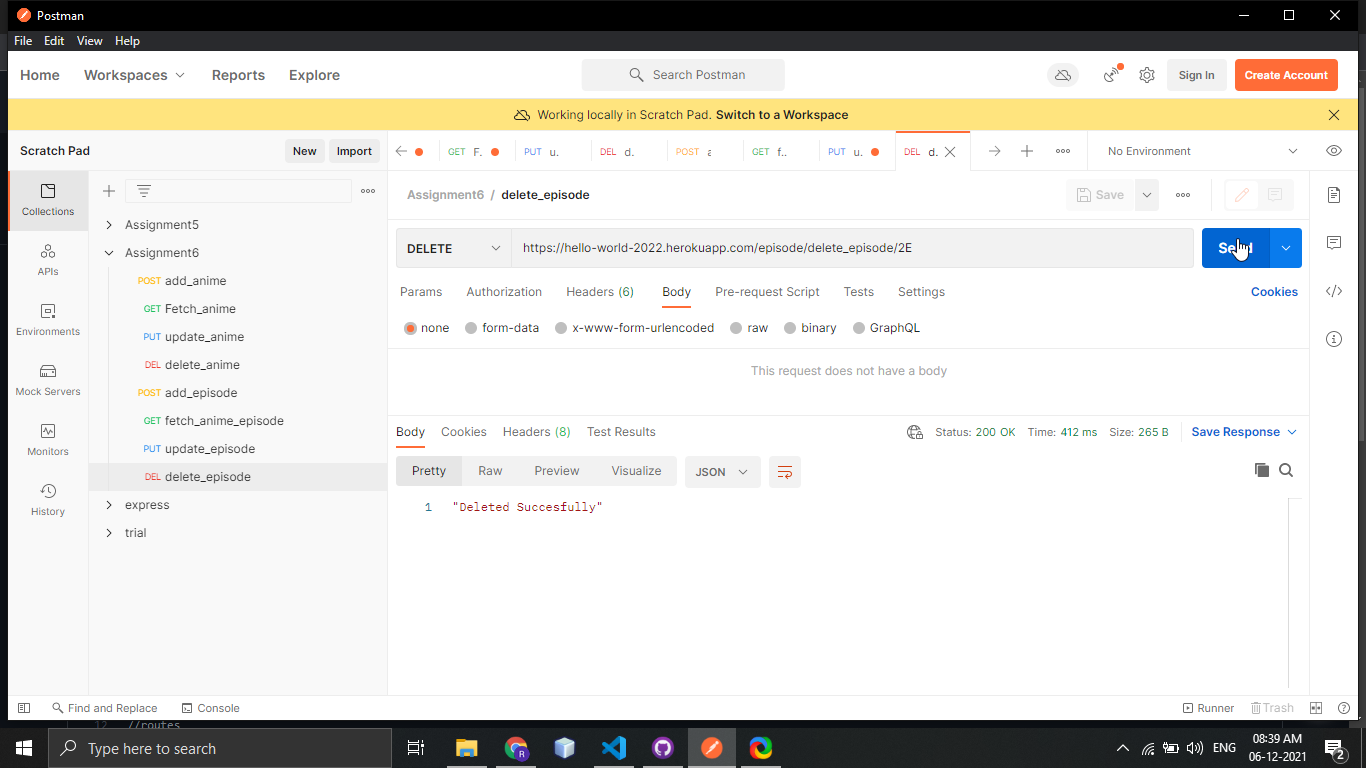 Postman
File Edit View Help
Home Workspaces Reports Explore Search Postman Sign In Create Account
Working locally in Scratch Pad. Switch to a Workspace
Scratch Pad New Import GET F. PUT u. DEL d. POST a GET f.. PUT u. DEL d. No Environment
Collections
APIs
Environments
Mock Servers
Monitors
History
Assignment5
Assignment6
POST add_anime
GET Fetch_anime
PUT update_anime
DEL delete_anime
POST add_episode
GET fetch_anime_episode
PUT update_episode
DEL delete_episode
express
trial
Assignment6 / delete_episode Save
DELETE https://hello-world-2022.herokuapp.com/episode/delete_episode/2E Send
Params Authorization Headers (6) Body Pre-request Script Tests Settings Cookies
none form-data x-www-form-urlencoded raw binary GraphQL
This request does not have a body
Body Cookies Headers (8) Test Results Status: 200 OK Time: 412 ms Size: 265 B Save Response
Pretty Raw Preview Visualize JSON
1 "Deleted Succesfully"
Find and Replace Console Runner Trash
12 //routes
Type here to search R ENG 08:39 AM
06-12-2021 2